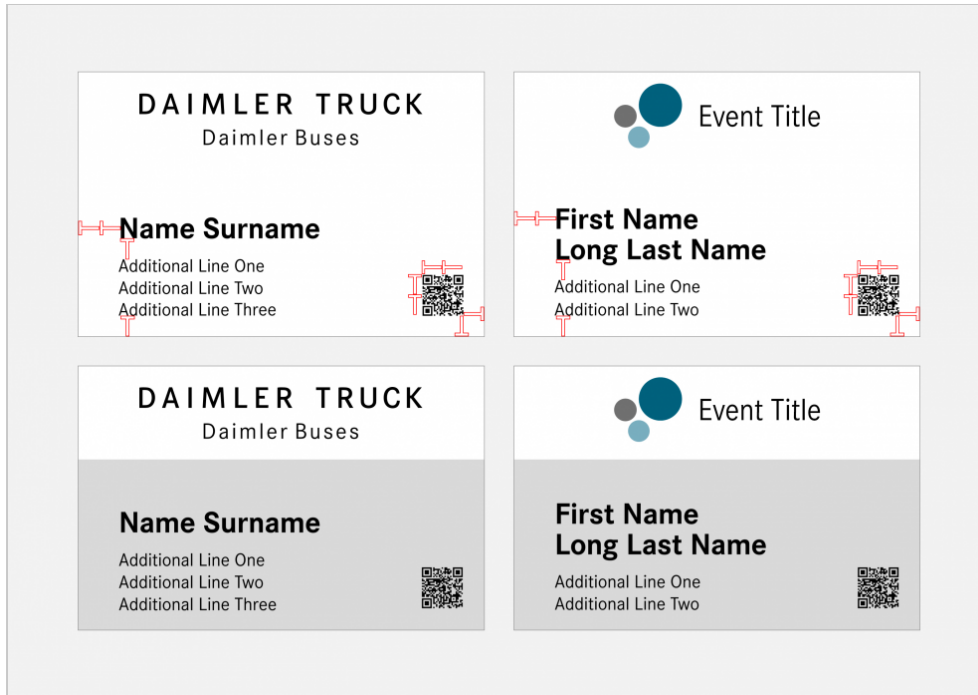 DAIMLER TRUCK
Daimler Buses
Name Surname
Additional Line One
Additional Line Two
Additional Line Three
Event Title
First Name
Long Last Name
Additional Line One
Additional Line Two
DAIMLER TRUCK
Daimler Buses
Name Surname
Additional Line One
Additional Line Two
Additional Line Three
Event Title
First Name
Long Last Name
Additional Line One
Additional Line Two